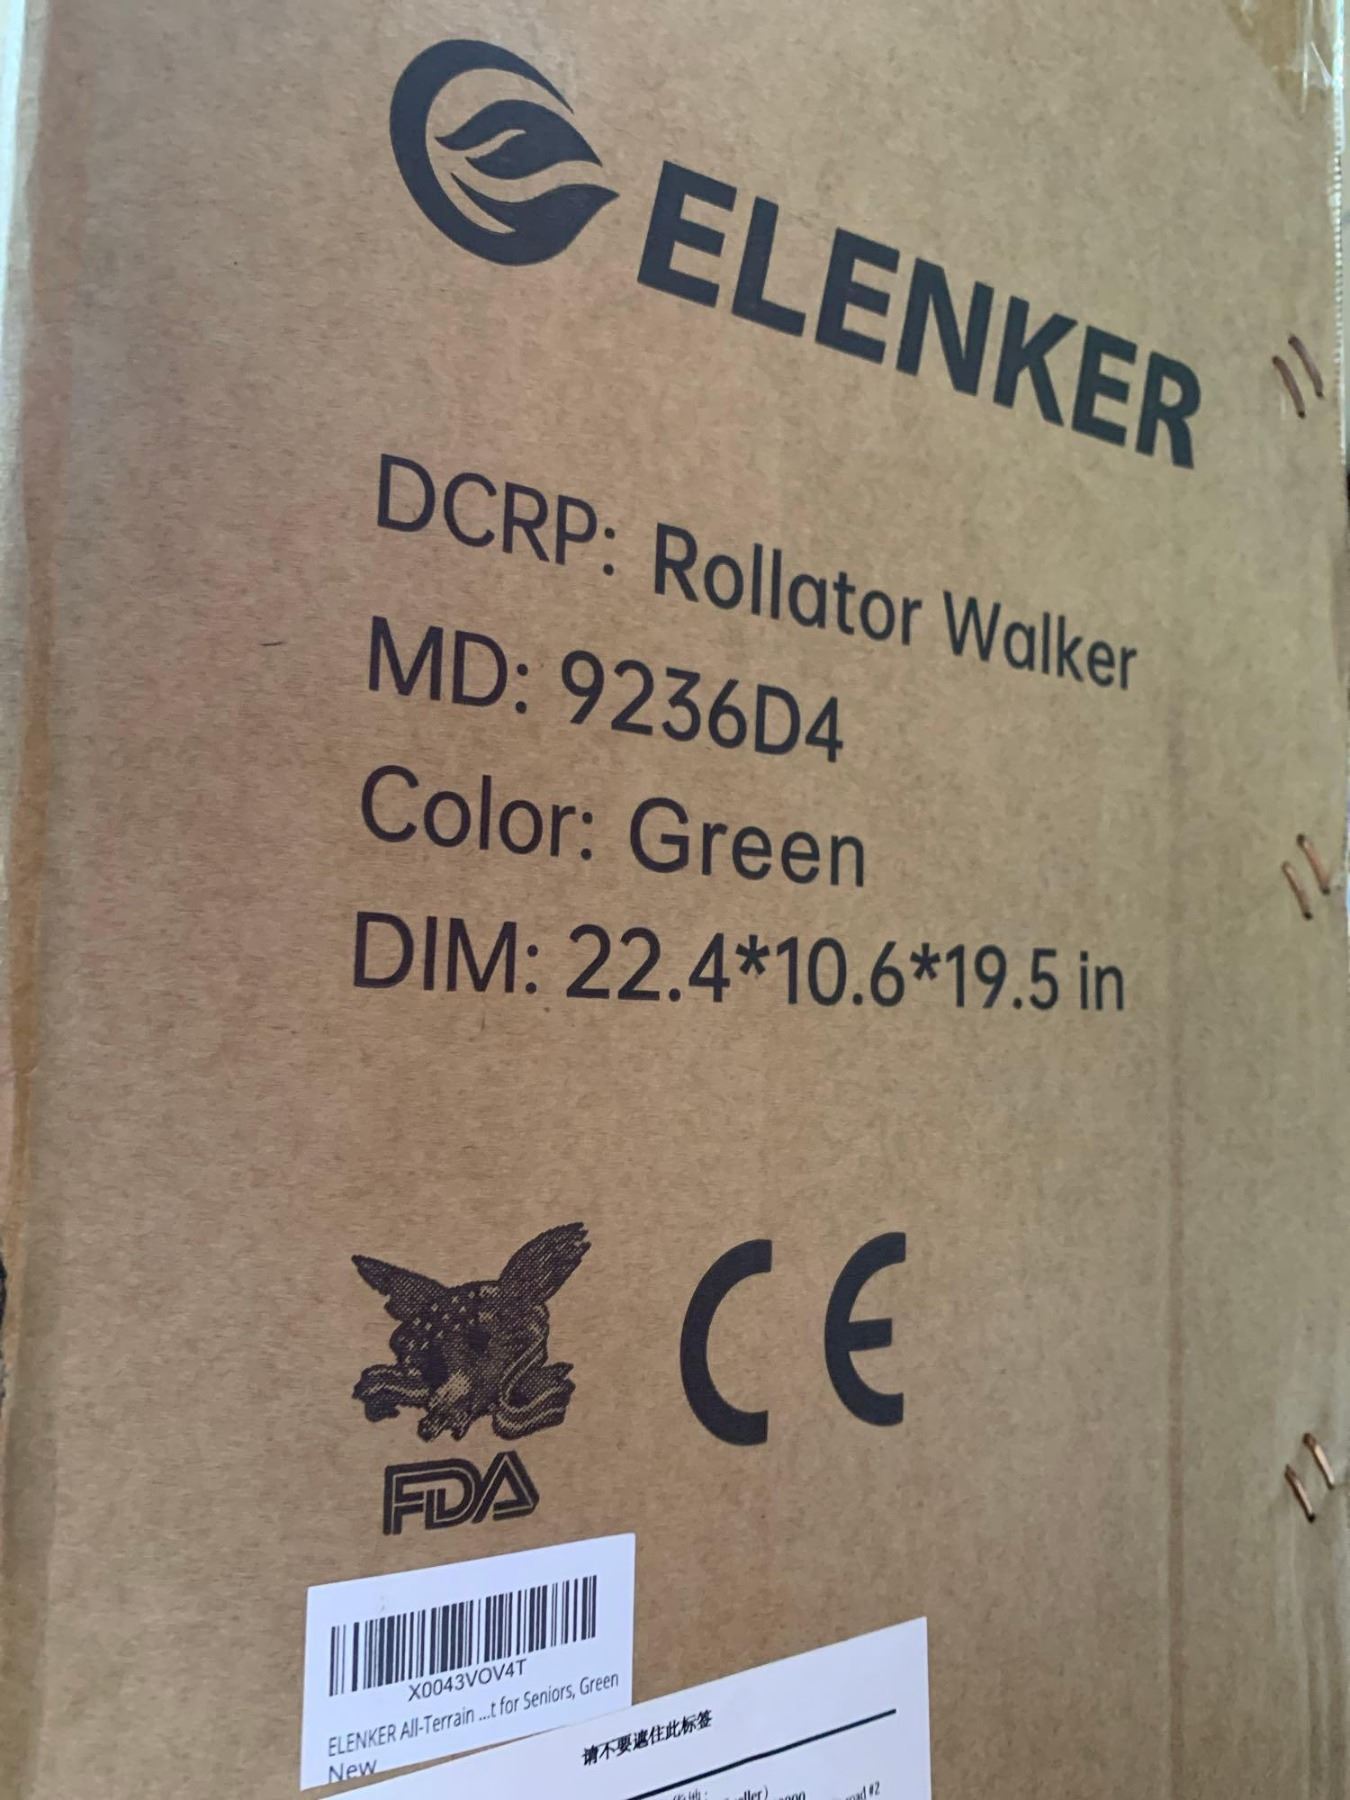 ELENKER
DCRP: Rollator Walker
MD: 9236D4
Color: Green
DIM: 22.4*10.6*19.5 in
CE
FDA
X0043VOV4T
ELENKER All-Terrain ...t for Seniors, Green
New
请不要遮住此标签
#2